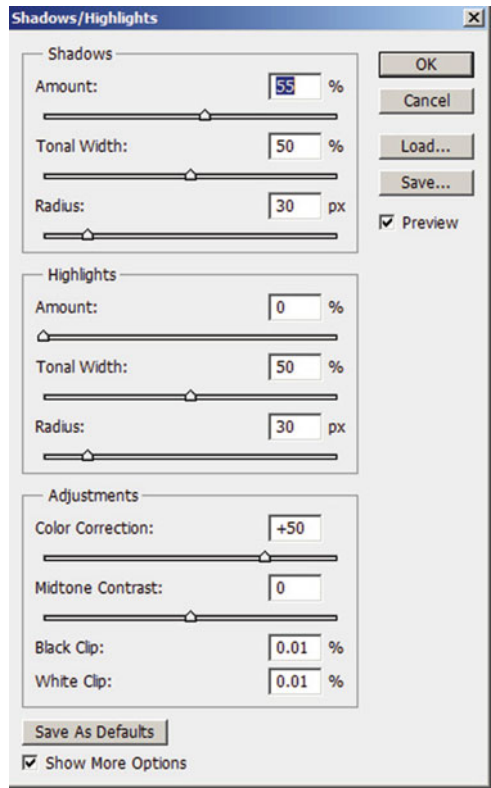 Shadows/Highlights
Shadows
Amount: 55 %
Tonal Width: 50 %
Radius: 30 px
Highlights
Amount: 0 %
Tonal Width: 50 %
Radius: 30 px
Adjustments
Color Correction: +50
Midtone Contrast: 0
Black Clip: 0.01 %
White Clip: 0.01 %
Save As Defaults
Show More Options
OK
Cancel
Load...
Save...
Preview